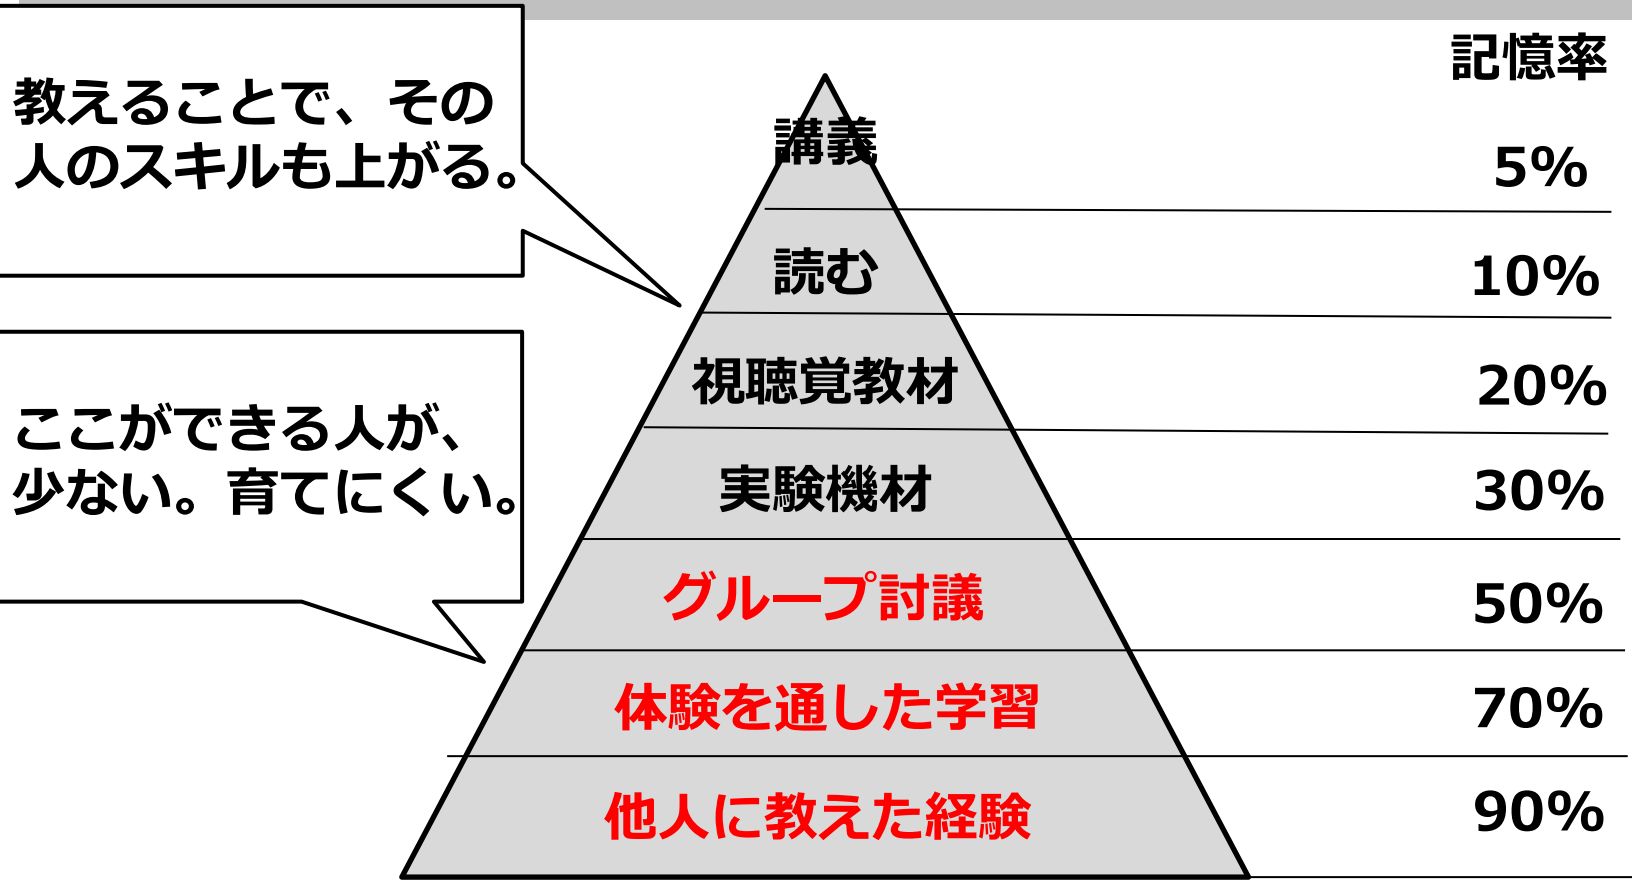 教えることで、その
人のスキルも上がる。
ここができる人が、
少ない。育てにくい。
記憶率
講義 5%
読む 10%
視聴覚教材 20%
実験機材 30%
グループ討議 50%
体験を通した学習 70%
他人に教えた経験 90%